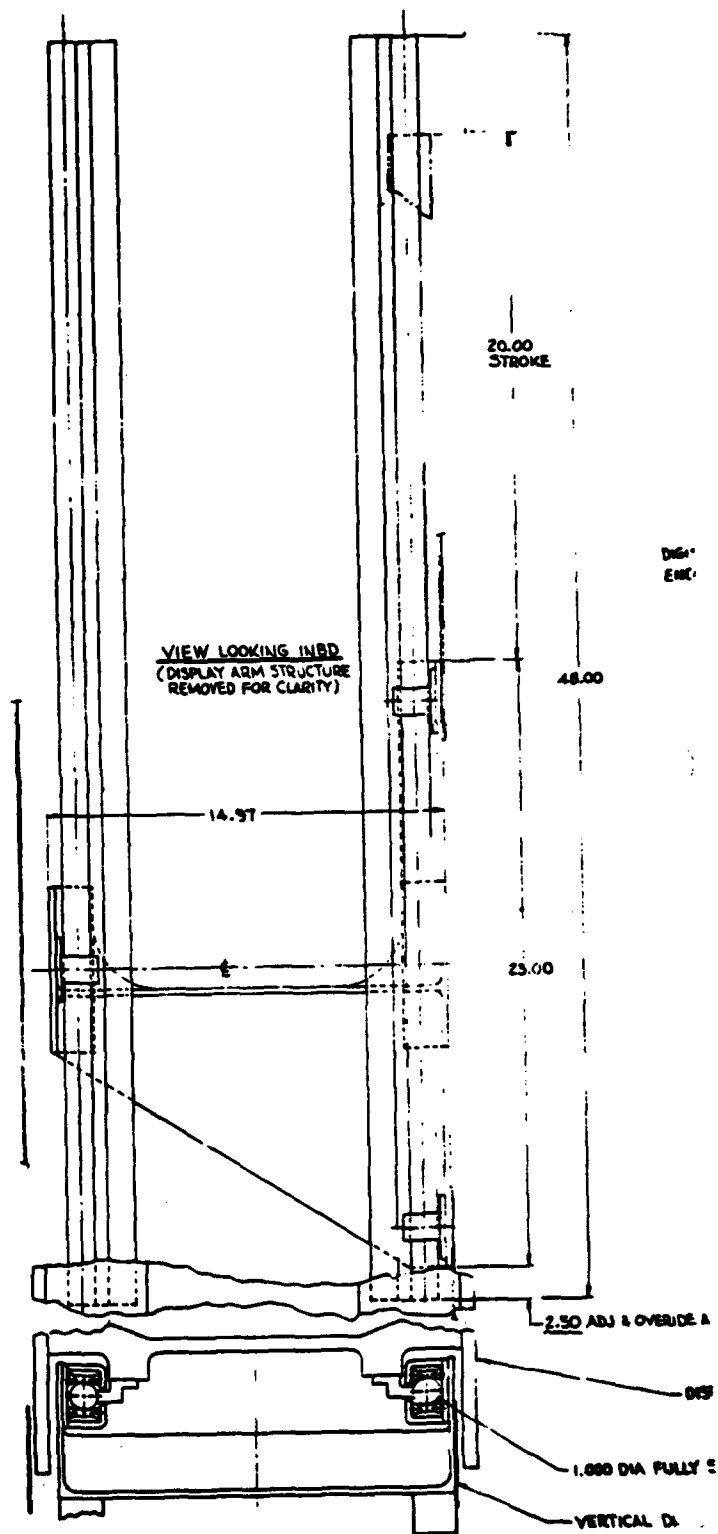 20.00
STROKE
VIEW LOOKING INBD
(DISPLAY ARM STRUCTURE
REMOVED FOR CLARITY)
48.00
14.97
℄
23.00
2.50 ADJ & OVERIDE
1.000 DIA FULLY
VERTICAL